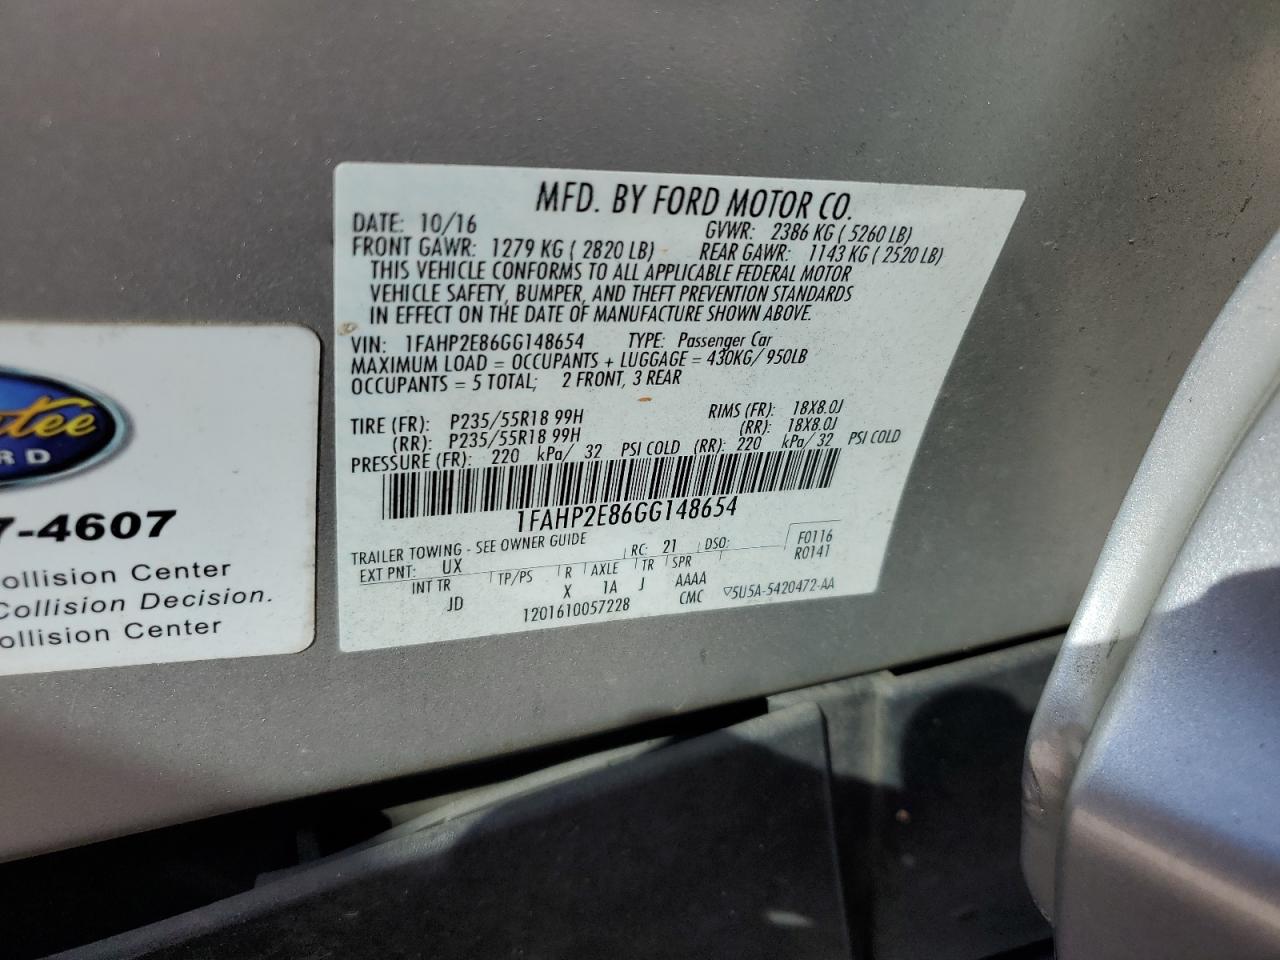 MFD. BY FORD MOTOR CO.
DATE: 10/16 GVWR: 2386 KG ( 5260 LB)
FRONT GAWR: 1279 KG ( 2820 LB) REAR GAWR: 1143 KG ( 2520 LB)
THIS VEHICLE CONFORMS TO ALL APPLICABLE FEDERAL MOTOR
VEHICLE SAFETY, BUMPER, AND THEFT PREVENTION STANDARDS
IN EFFECT ON THE DATE OF MANUFACTURE SHOWN ABOVE.
VIN: 1FAHP2E86GG148654 TYPE: Passenger Car
MAXIMUM LOAD = OCCUPANTS + LUGGAGE = 430KG/ 950LB
OCCUPANTS = 5 TOTAL; 2 FRONT, 3 REAR
TIRE (FR): P235/55R18 99H RIMS (FR): 18X8.0J
(RR): P235/55R18 99H (RR): 18X8.0J
PRESSURE (FR): 220 kPa/ 32 PSI COLD (RR): 220 kPa/ 32 PSI COLD
1FAHP2E86GG148654
TRAILER TOWING - SEE OWNER GUIDE
EXT PNT: UX RC: 21 DSO: F0116
R0141
INT TR TP/PS R AXLE TR SPR
JD X 1A J AAAA
1201610057228 CMC ▽5U5A-5420472-AA
tee
RD
7-4607
ollision Center
Collision Decision.
ollision Center